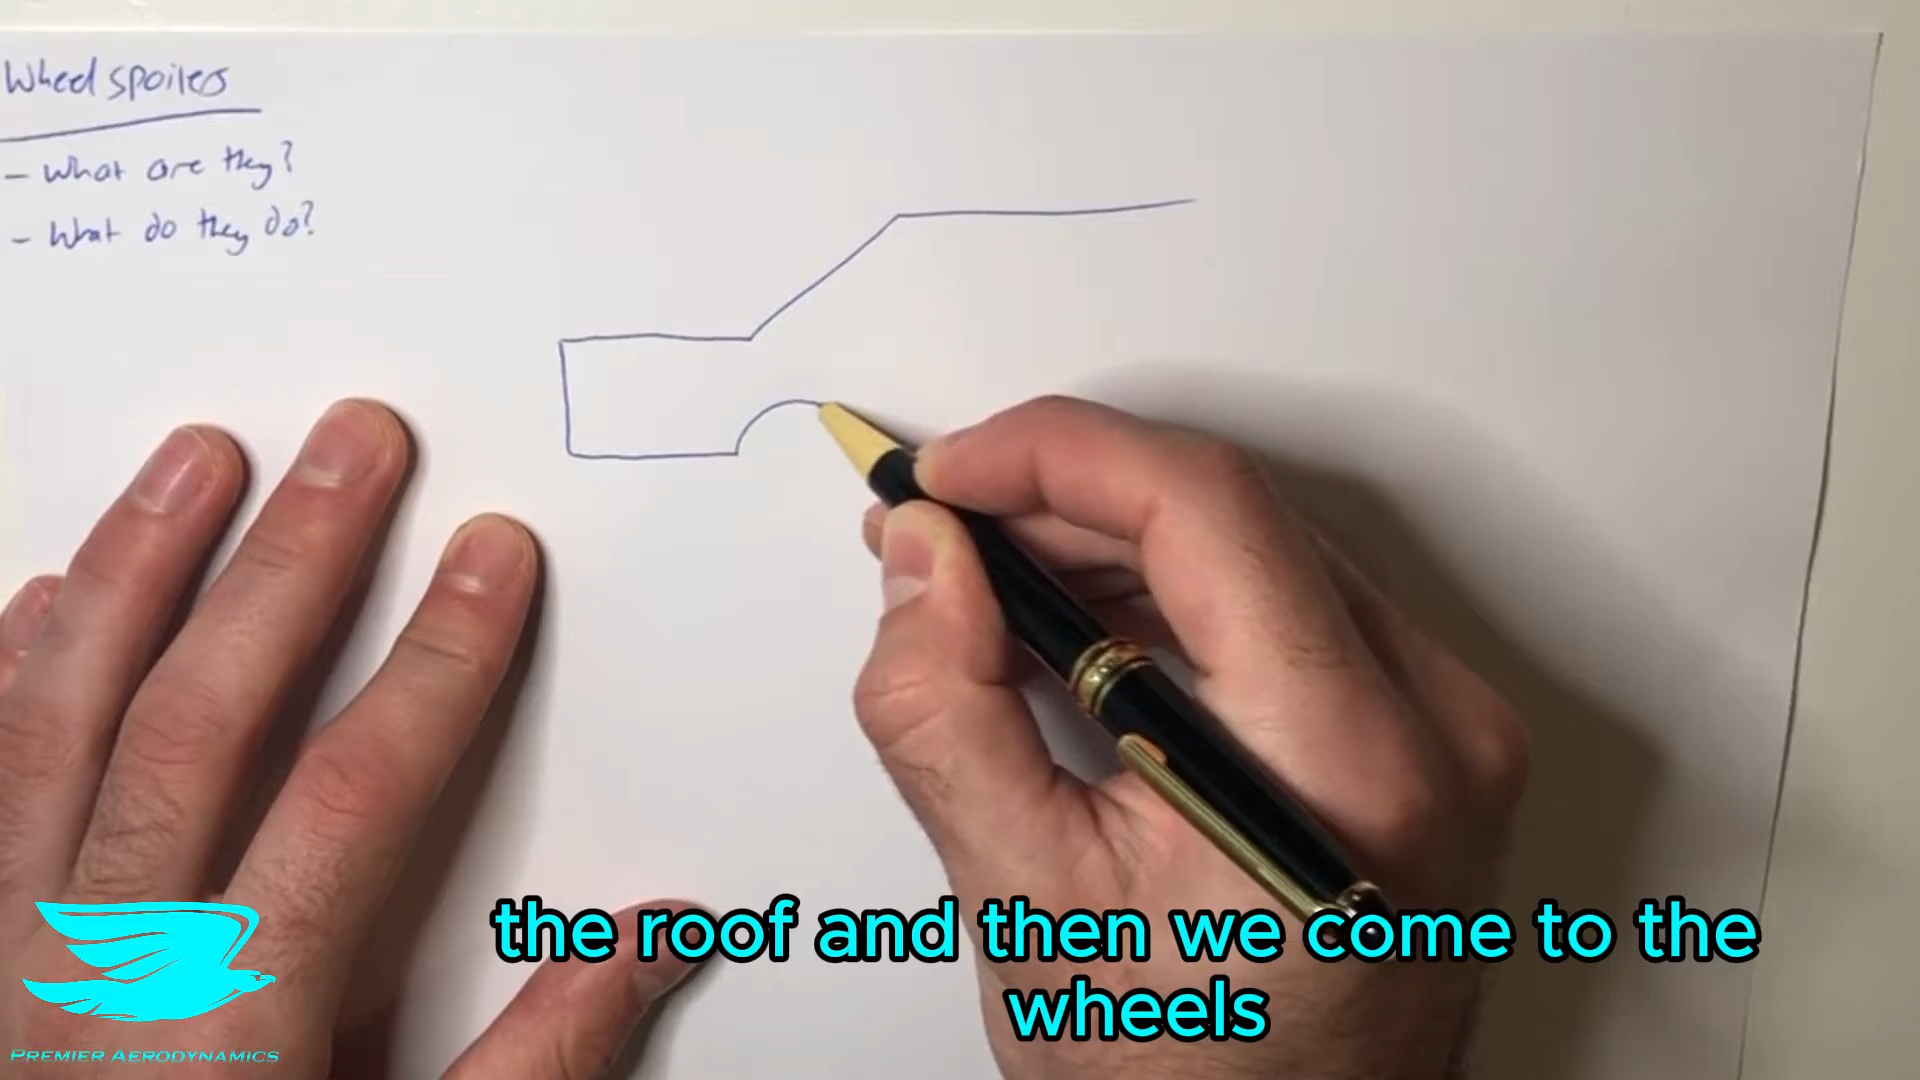 Wheel spoilers
- What are they?
- What do they do?
the roof and then we come to the
wheels
PREMIER AERODYNAMICS